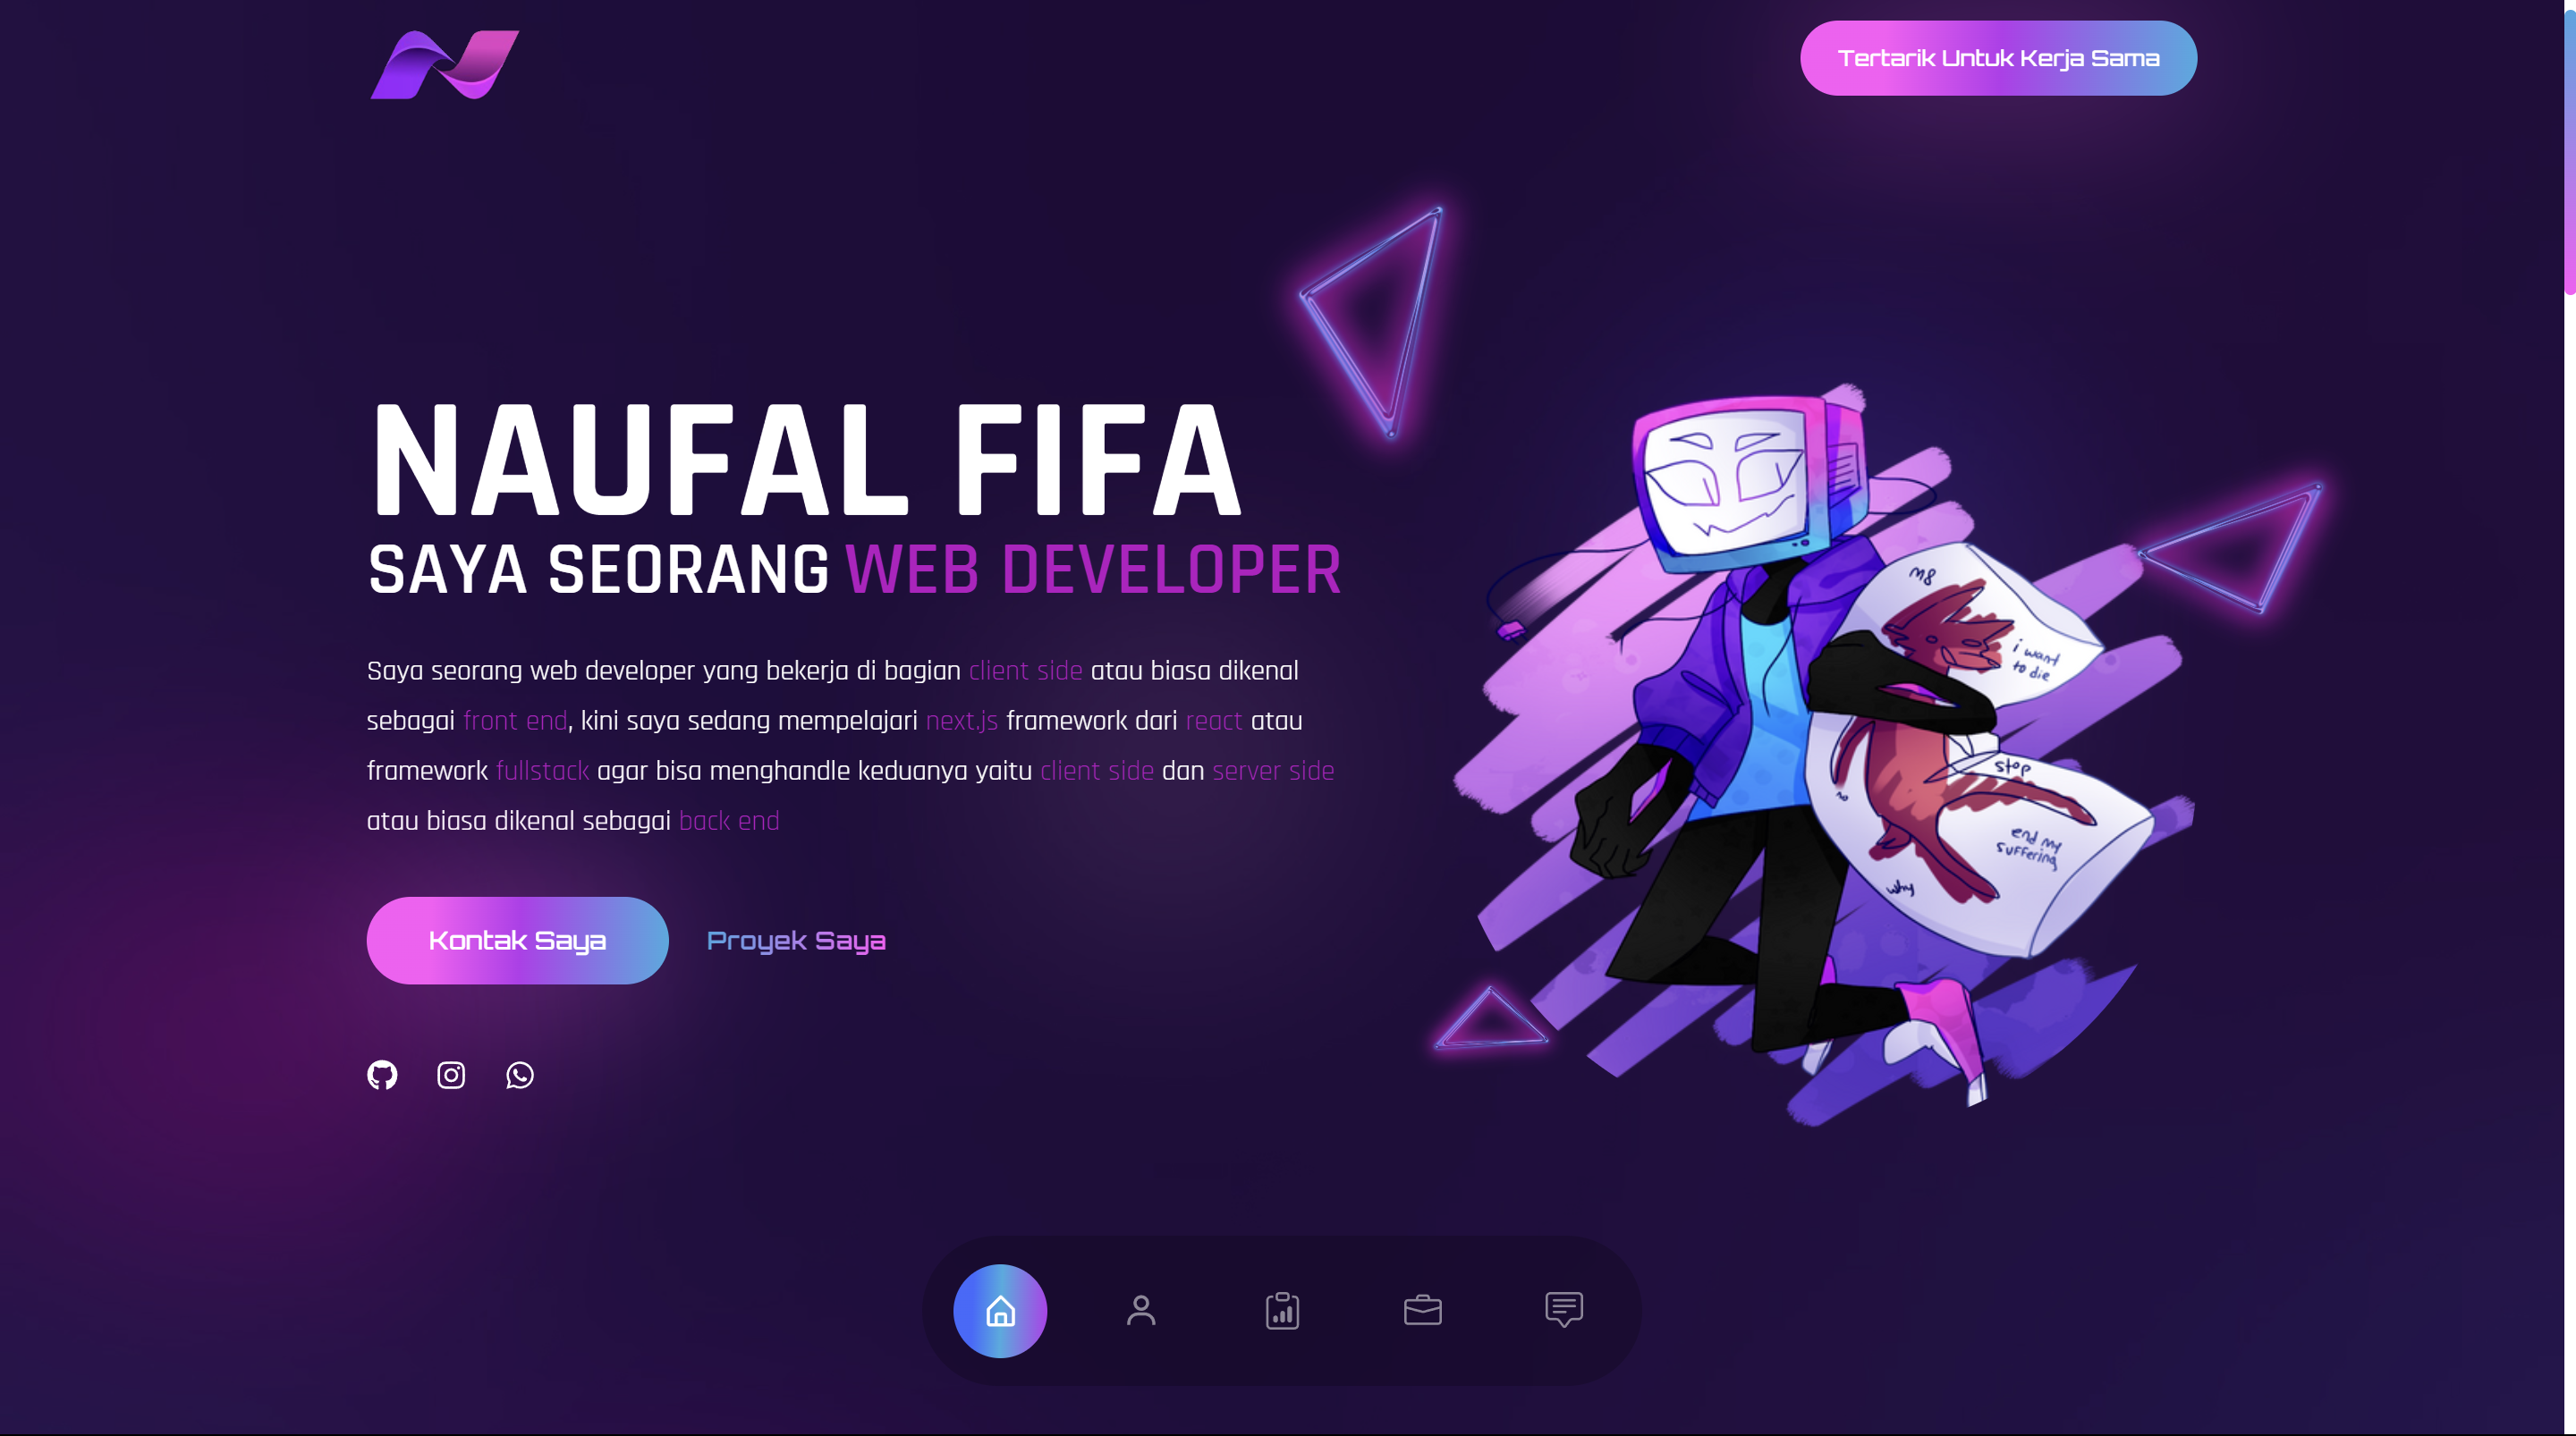 Tertarik Untuk Kerja Sama
NAUFAL FIFA
SAYA SEORANG WEB DEVELOPER
Saya seorang web developer yang bekerja di bagian client side atau biasa dikenal
sebagai front end, kini saya sedang mempelajari next.js framework dari react atau
framework fullstack agar bisa menghandle keduanya yaitu client side dan server side
atau biasa dikenal sebagai back end
Kontak Saya
Proyek Saya
m8
i want
to die
stop
no
end my
suffering
why